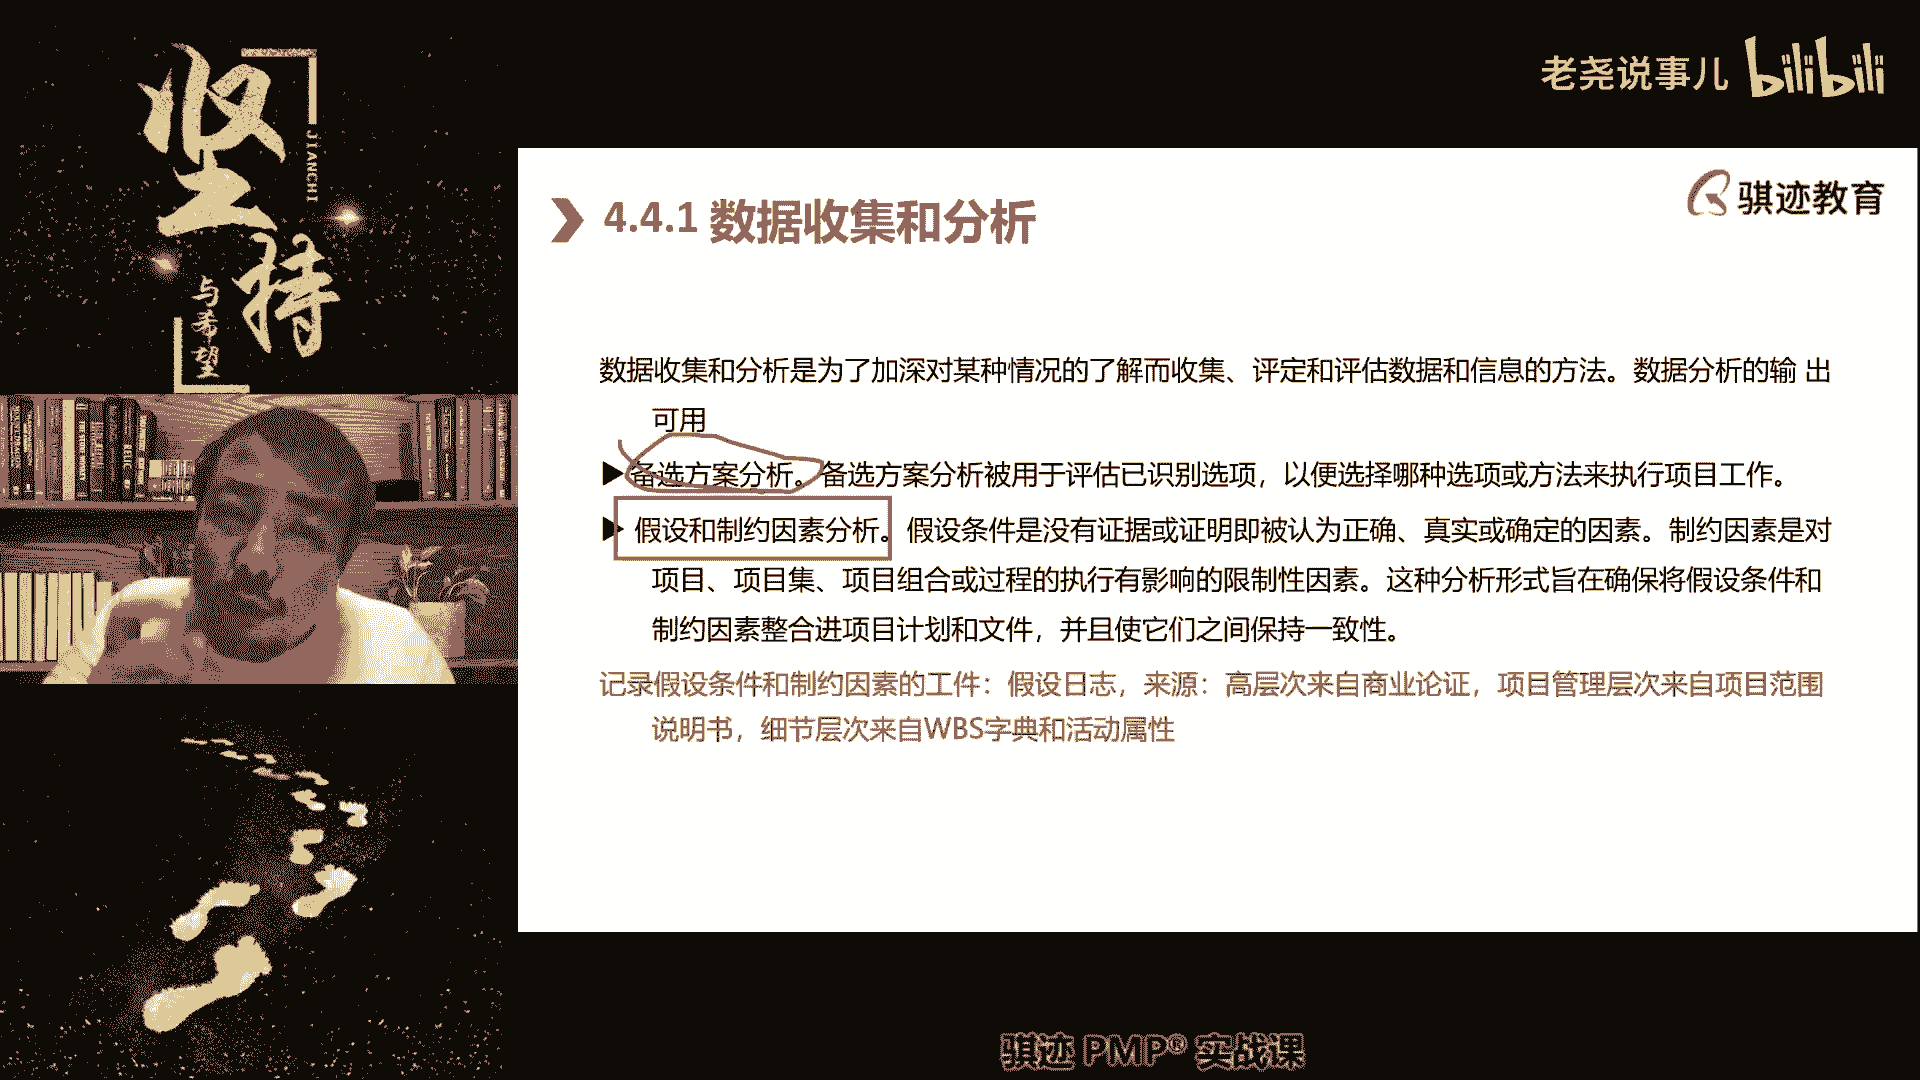 坚持
JIANCHI
与希望
老尧说事儿 bilibili
骐迹教育
4.4.1 数据收集和分析
数据收集和分析是为了加深对某种情况的了解而收集、评定和评估数据和信息的方法。数据分析的输 出
可用
备选方案分析。备选方案分析被用于评估已识别选项，以便选择哪种选项或方法来执行项目工作。
假设和制约因素分析。假设条件是没有证据或证明即被认为正确、真实或确定的因素。制约因素是对
项目、项目集、项目组合或过程的执行有影响的限制性因素。这种分析形式旨在确保将假设条件和
制约因素整合进项目计划和文件，并且使它们之间保持一致性。
记录假设条件和制约因素的工件：假设日志，来源：高层次来自商业论证，项目管理层次来自项目范围
说明书，细节层次来自WBS字典和活动属性
骐迹 PMP® 实战课